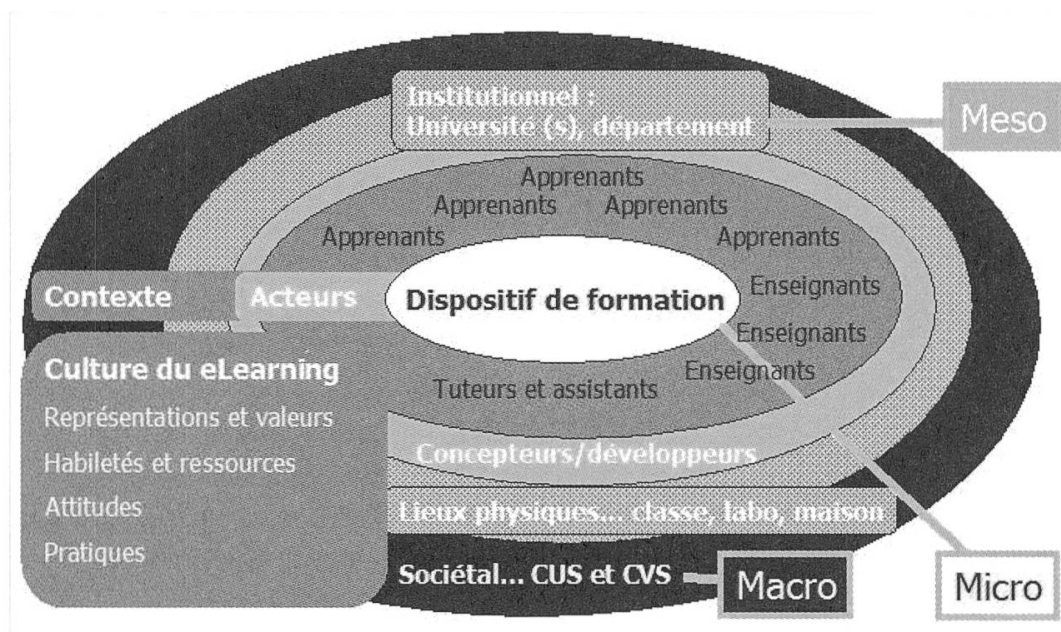 Institutionnel :
Université (s), département
Meso
Apprenants
Apprenants
Apprenants
Apprenants
Apprenants
Contexte
Acteurs
Dispositif de formation
Enseignants
Enseignants
Enseignants
Tuteurs et assistants
Culture du eLearning
Représentations et valeurs
Habiletés et ressources
Attitudes
Pratiques
Concepteurs/développeurs
Lieux physiques... classe, labo, maison
Sociétal... CUS et CVS
Macro
Micro